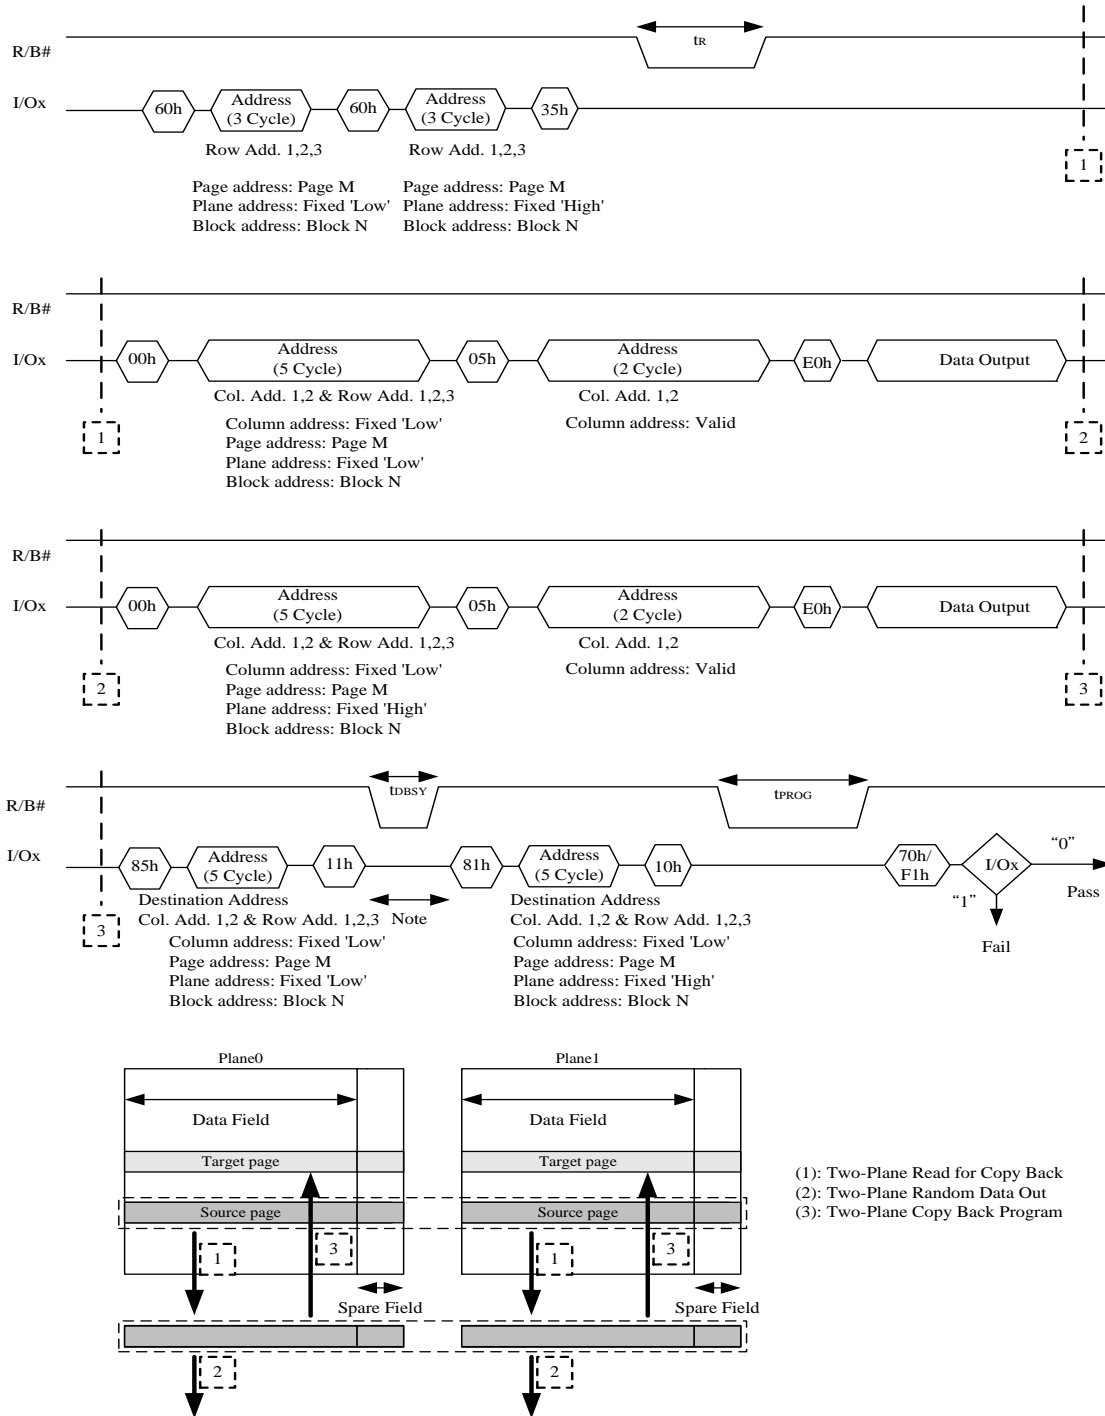 tR
R/B#
I/Ox
60h
Address
(3 Cycle)
60h
Address
(3 Cycle)
35h
Row Add. 1,2,3
Row Add. 1,2,3
1
Page address: Page M
Plane address: Fixed 'Low'
Block address: Block N
Page address: Page M
Plane address: Fixed 'High'
Block address: Block N
R/B#
I/Ox
00h
Address
(5 Cycle)
05h
Address
(2 Cycle)
E0h
Data Output
Col. Add. 1,2 & Row Add. 1,2,3
Col. Add. 1,2
Column address: Fixed 'Low'
Page address: Page M
Plane address: Fixed 'Low'
Block address: Block N
Column address: Valid
1
2
R/B#
I/Ox
00h
Address
(5 Cycle)
05h
Address
(2 Cycle)
E0h
Data Output
Col. Add. 1,2 & Row Add. 1,2,3
Col. Add. 1,2
Column address: Fixed 'Low'
Page address: Page M
Plane address: Fixed 'High'
Block address: Block N
Column address: Valid
2
3
tDBSY
tPROG
R/B#
I/Ox
85h
Address
(5 Cycle)
11h
81h
Address
(5 Cycle)
10h
70h/
F1h
I/Ox
“0”
Pass
“1”
Fail
Destination Address
Col. Add. 1,2 & Row Add. 1,2,3
Note
Destination Address
Col. Add. 1,2 & Row Add. 1,2,3
3
Column address: Fixed 'Low'
Page address: Page M
Plane address: Fixed 'Low'
Block address: Block N
Column address: Fixed 'Low'
Page address: Page M
Plane address: Fixed 'High'
Block address: Block N
Plane0
Plane1
Data Field
Data Field
Target page
Target page
Source page
Source page
1
3
1
3
Spare Field
Spare Field
2
2
(1): Two-Plane Read for Copy Back
(2): Two-Plane Random Data Out
(3): Two-Plane Copy Back Program